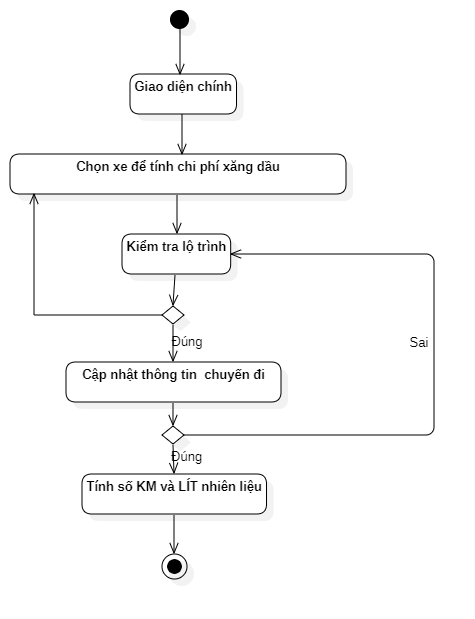 Giao diện chính
Chọn xe để tính chi phí xăng dầu
Kiểm tra lộ trình
Đúng
Sai
Cập nhật thông tin  chuyến đi
Đúng
Tính số KM và LÍT nhiên liệu